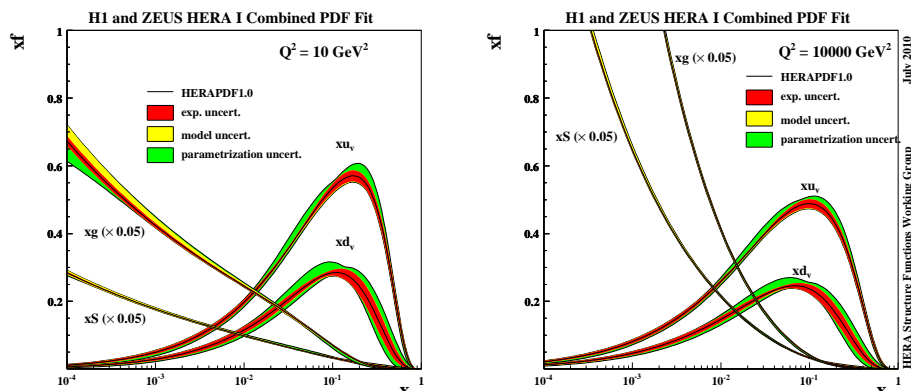 H1 and ZEUS HERA I Combined PDF Fit
xf
1
0.8
0.6
0.4
0.2
Q² = 10 GeV²
HERAPDF1.0
exp. uncert.
model uncert.
parametrization uncert.
xuᵥ
xdᵥ
xg (× 0.05)
xS (× 0.05)
10⁻⁴
10⁻³
10⁻²
10⁻¹
1
x
H1 and ZEUS HERA I Combined PDF Fit
xf
1
0.8
0.6
0.4
0.2
Q² = 10000 GeV²
xg (× 0.05)
HERAPDF1.0
exp. uncert.
model uncert.
parametrization uncert.
xS (× 0.05)
xuᵥ
xdᵥ
10⁻⁴
10⁻³
10⁻²
10⁻¹
1
x
HERA Structure Functions Working Group
July 2010